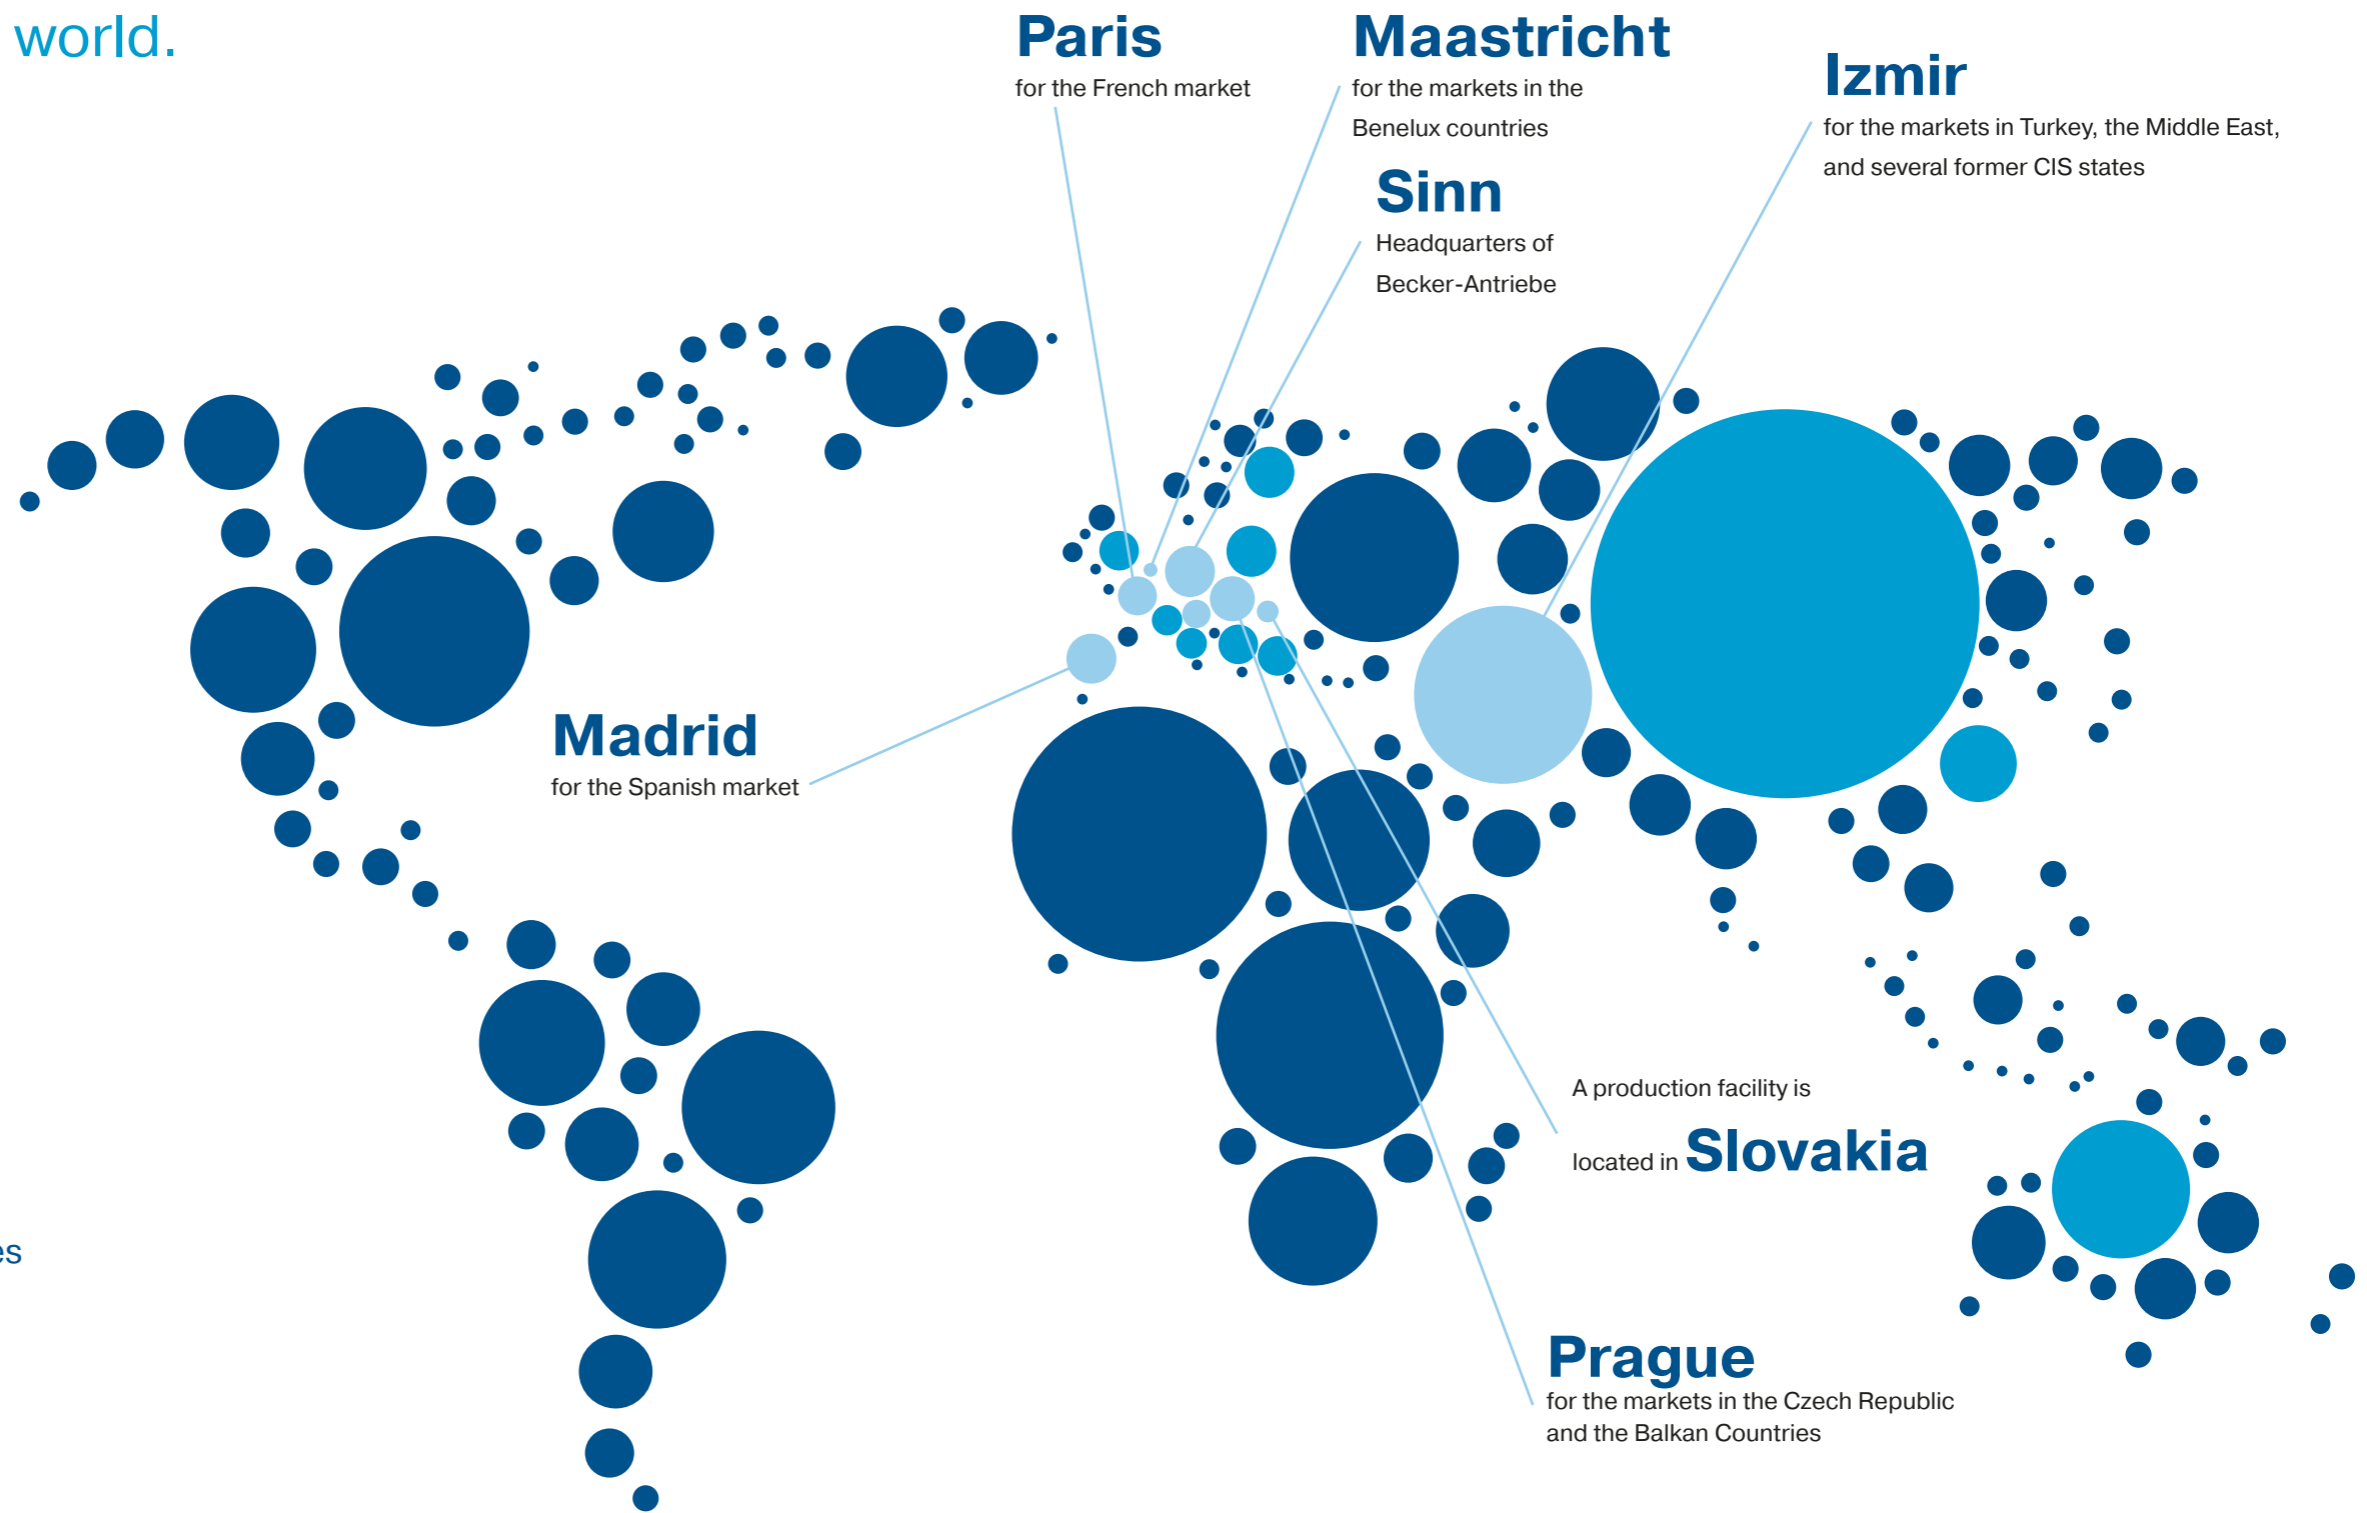 world.
Paris
for the French market
Maastricht
for the markets in the
Benelux countries
Izmir
for the markets in Turkey, the Middle East,
and several former CIS states
Sinn
Headquarters of
Becker-Antriebe
Madrid
for the Spanish market
A production facility is
located in Slovakia
es
Prague
for the markets in the Czech Republic
and the Balkan Countries